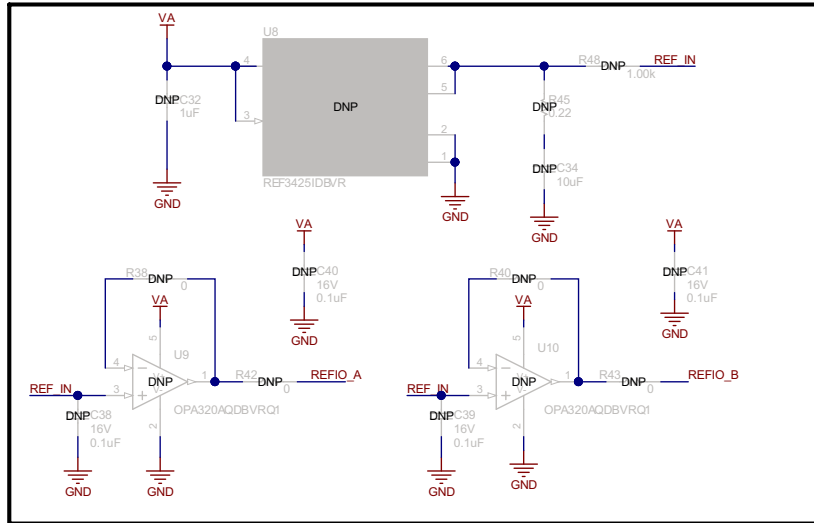 VA
U8
4
3
6
5
2
1
DNP
REF3425IDBVR
DNP C32
1uF
GND
GND
R48 DNP
1.00k
REF_IN
DNP R45
0.22
DNP C34
10uF
GND
VA
DNP C40
16V
0.1uF
GND
VA
DNP C41
16V
0.1uF
GND
R38 DNP
0
VA
5
U9
4
3
1
2
V+
V-
DNP
OPA320AQDBVRQ1
REF_IN
DNP C38
16V
0.1uF
GND
GND
R42 DNP
0
REFIO_A
R40 DNP
0
VA
5
U10
4
3
1
2
V+
V-
DNP
OPA320AQDBVRQ1
REF_IN
DNP C39
16V
0.1uF
GND
GND
R43 DNP
0
REFIO_B